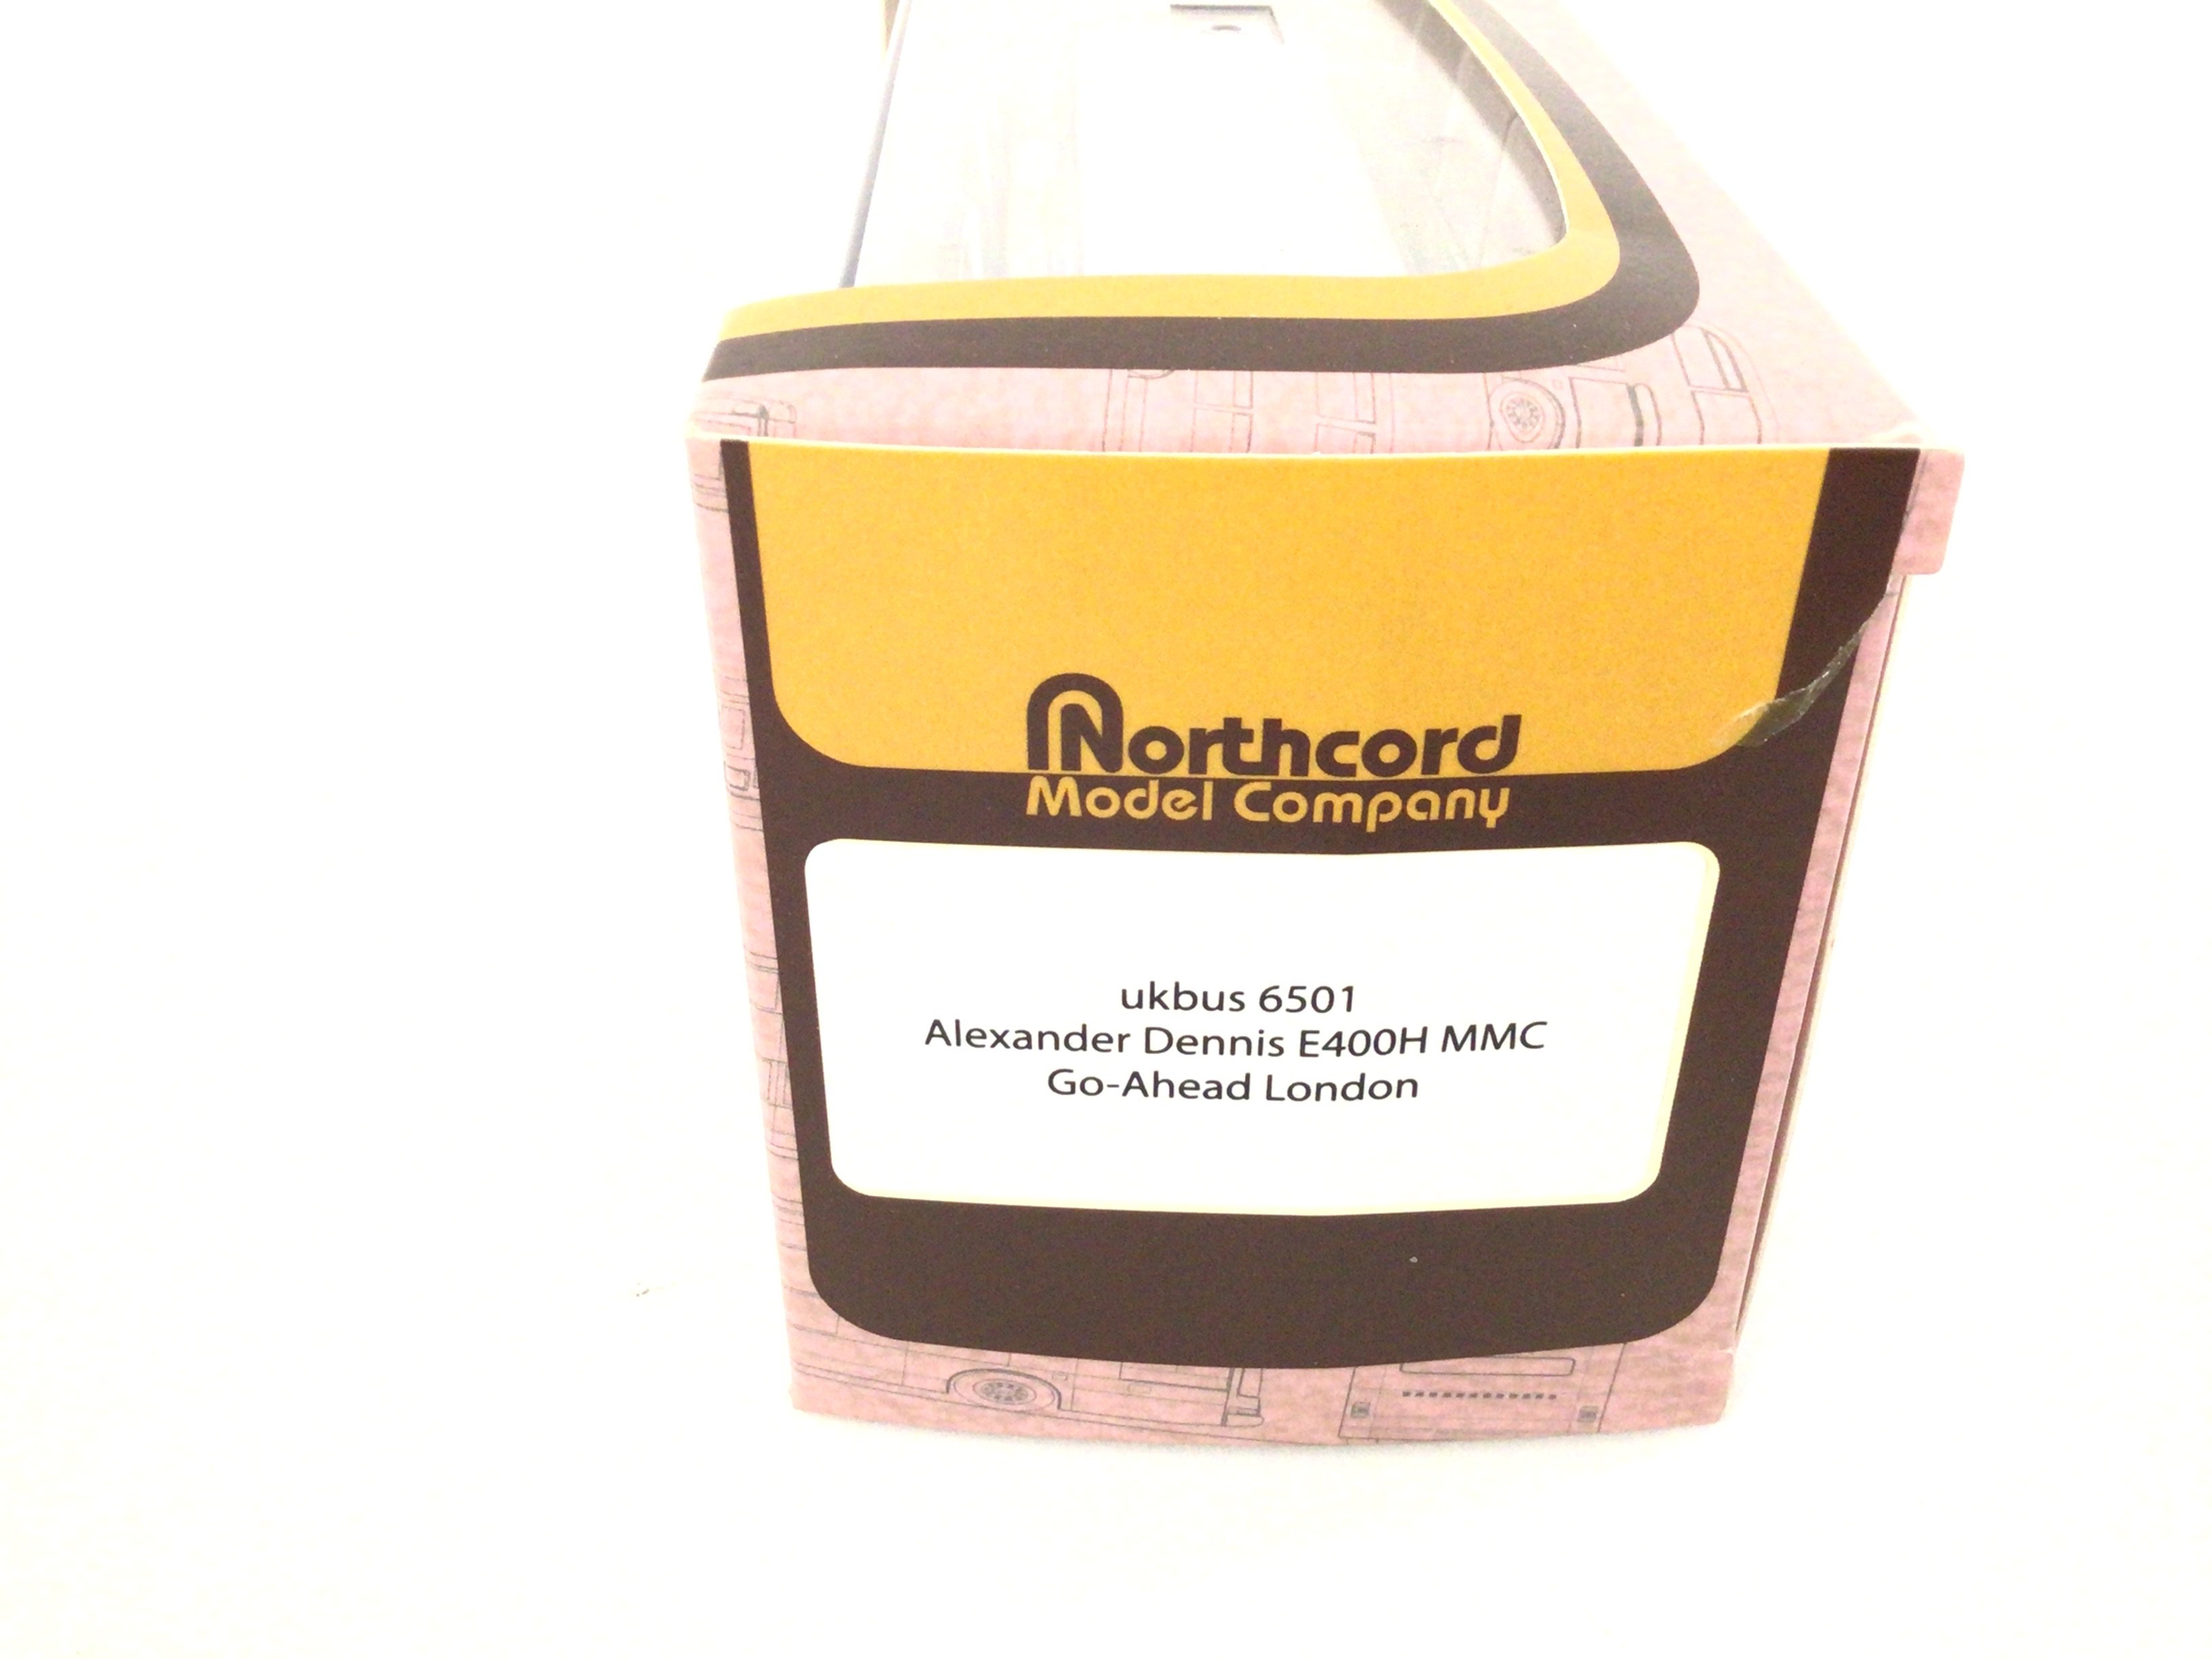 Northcord
Model Company
ukbus 6501
Alexander Dennis E400H MMC
Go-Ahead London